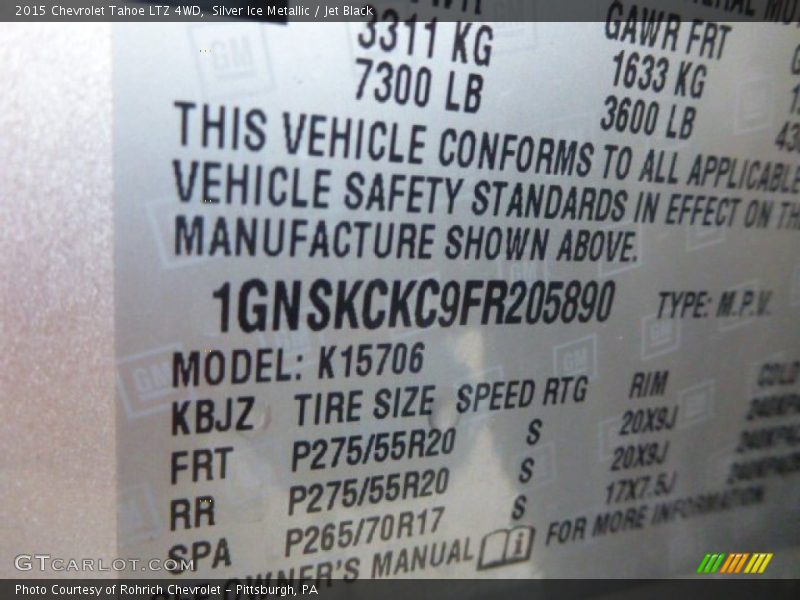 2015 Chevrolet Tahoe LTZ 4WD, Silver Ice Metallic / Jet Black
3311 KG
GAWR FRT
7300 LB
1633 KG
3600 LB
THIS VEHICLE CONFORMS TO ALL APPLICABLE
VEHICLE SAFETY STANDARDS IN EFFECT ON TH
MANUFACTURE SHOWN ABOVE.
1GNSKCKC9FR205890 TYPE: M.P.V.
MODEL: K15706
KBJZ TIRE SIZE SPEED RTG RIM COLD
FRT P275/55R20 S 20X9J
RR P275/55R20 S 20X9J
SPA P265/70R17 S 17X7.5J
OWNER'S MANUAL FOR MORE INFORMATION
GTCARLOT.COM
Photo Courtesy of Rohrich Chevrolet – Pittsburgh, PA